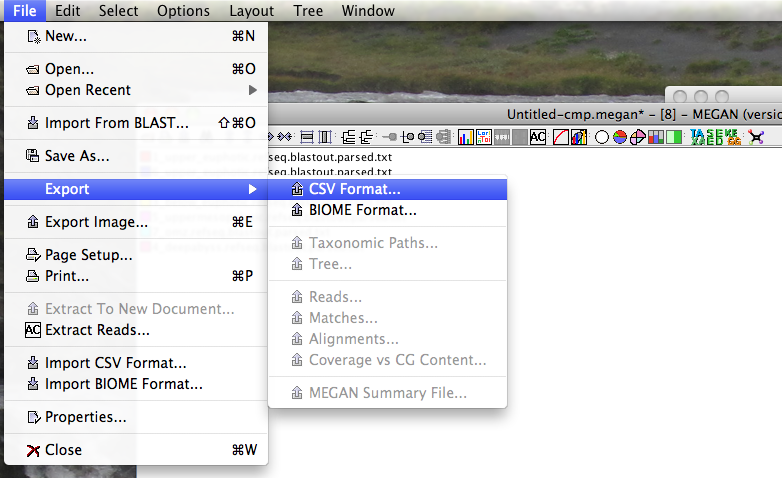 File Edit Select Options Layout Tree Window
New... ⌘N
Open... ⌘O
Open Recent
Import From BLAST... ⇧⌘O
Save As...
Export
Export Image... ⌘E
Page Setup...
Print... ⌘P
Extract To New Document...
AC Extract Reads...
Import CSV Format...
Import BIOME Format...
Properties...
Close ⌘W
CSV Format...
BIOME Format...
Taxonomic Paths...
Tree...
Reads...
Matches...
Alignments...
Coverage vs CG Content...
MEGAN Summary File...
Untitled-cmp.megan* - [8] - MEGAN (versio
AC
seq.blastout.parsed.txt
seq.blastout.parsed.txt